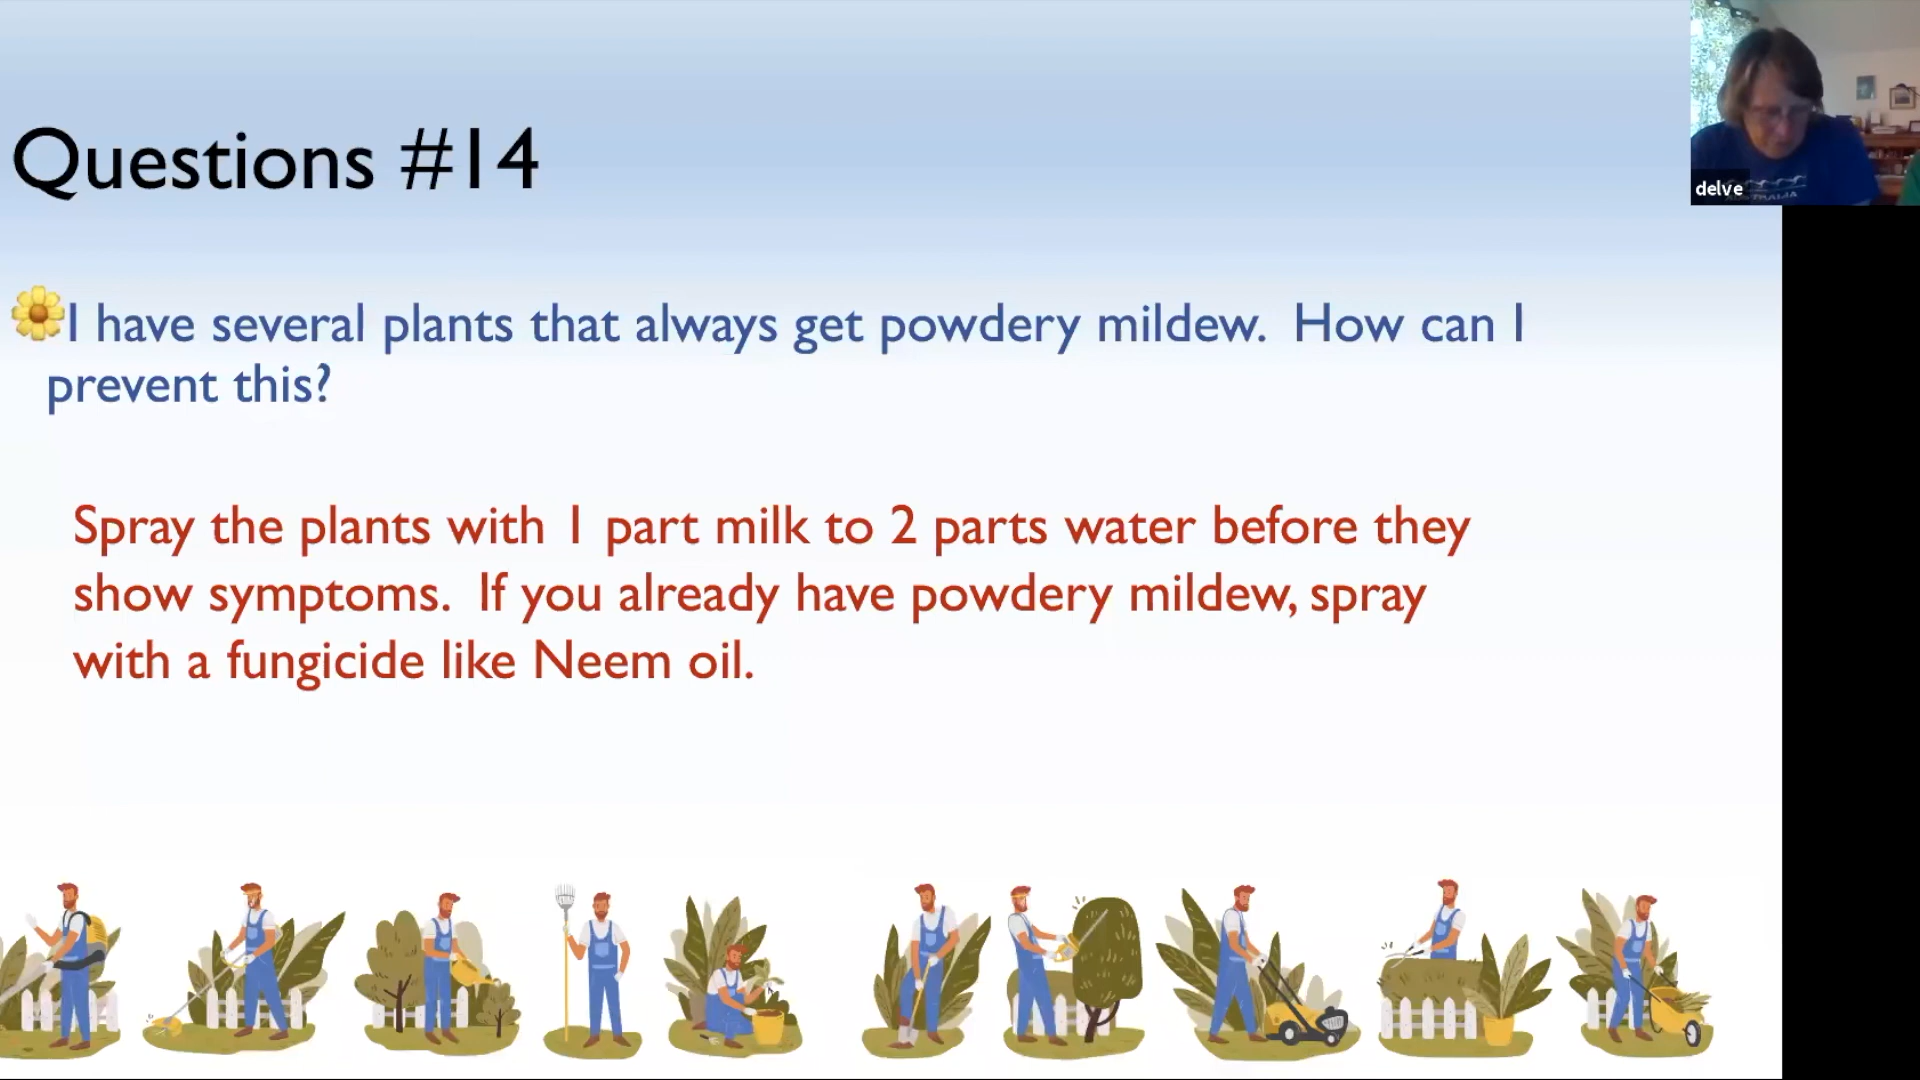 Questions #14
I have several plants that always get powdery mildew. How can I
prevent this?
Spray the plants with 1 part milk to 2 parts water before they
show symptoms. If you already have powdery mildew, spray
with a fungicide like Neem oil.
delve